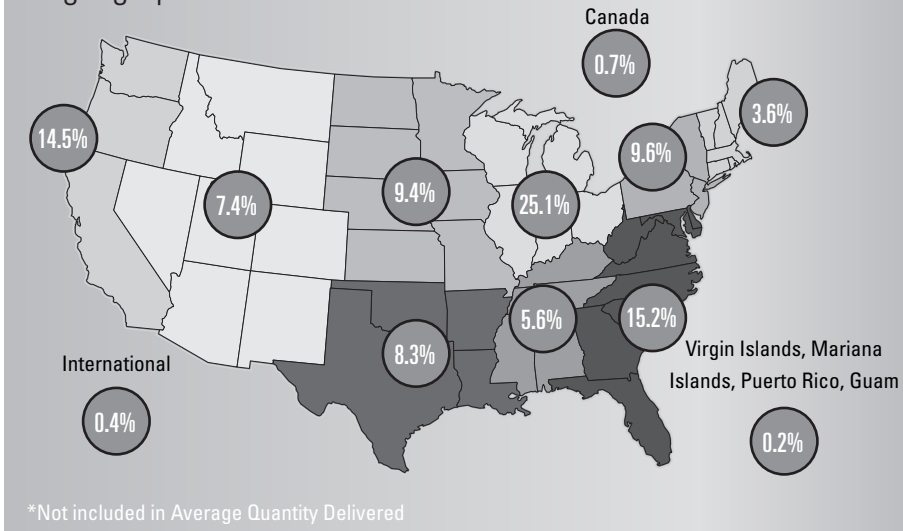 Canada
0.7%
3.6%
14.5%
9.6%
9.4%
7.4%
25.1%
5.6%
15.2%
8.3%
International
0.4%
Virgin Islands, Mariana
Islands, Puerto Rico, Guam
0.2%
*Not included in Average Quantity Delivered